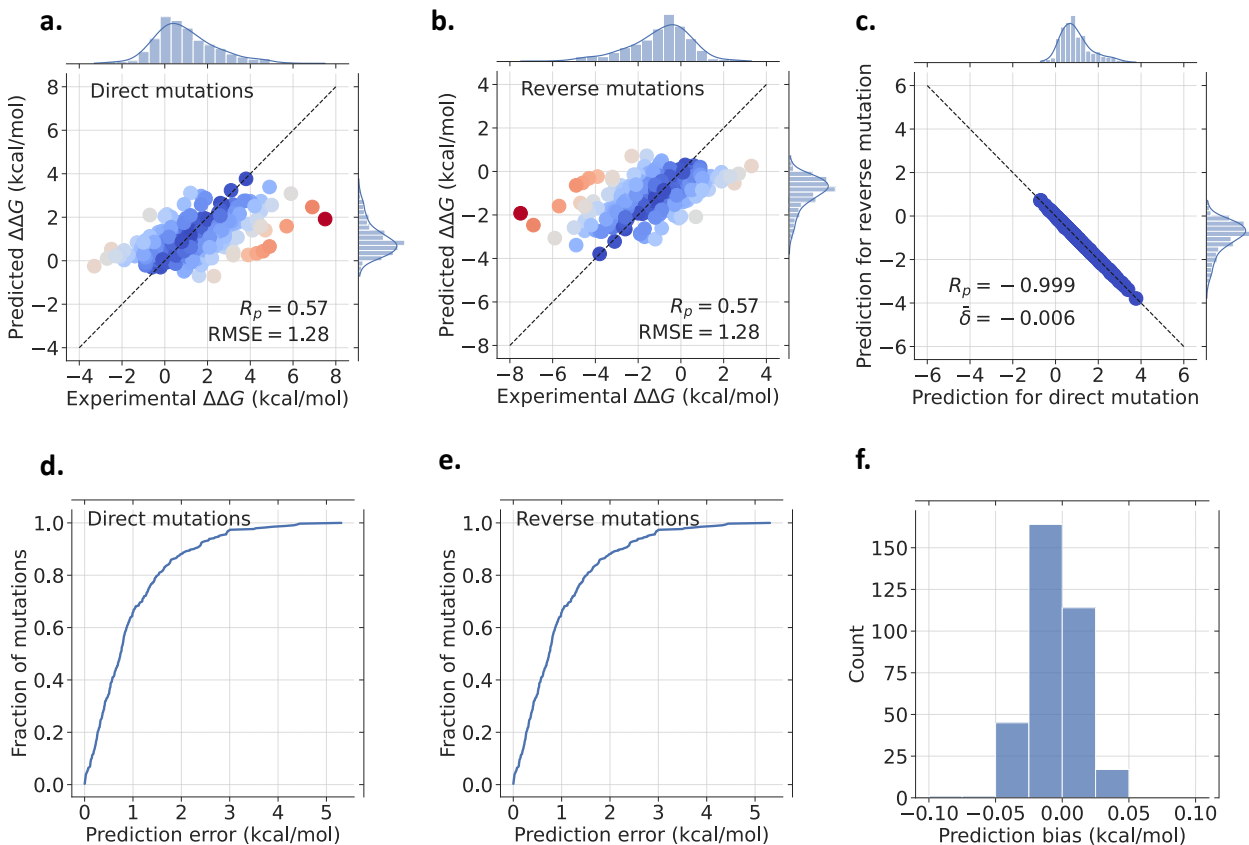 a.
Direct mutations
8
6
4
2
0
−2
−4
Predicted ΔΔG (kcal/mol)
R_p = 0.57
RMSE = 1.28
−4 −2 0 2 4 6 8
Experimental ΔΔG (kcal/mol)
b.
Reverse mutations
4
2
0
−2
−4
−6
−8
Predicted ΔΔG (kcal/mol)
R_p = 0.57
RMSE = 1.28
−8 −6 −4 −2 0 2 4
Experimental ΔΔG (kcal/mol)
c.
6
4
2
0
−2
−4
−6
Prediction for reverse mutation
R_p = −0.999
δ̄ = −0.006
−6 −4 −2 0 2 4 6
Prediction for direct mutation
d.
Direct mutations
1.0
0.8
0.6
0.4
0.2
0.0
Fraction of mutations
0 1 2 3 4 5
Prediction error (kcal/mol)
e.
Reverse mutations
1.0
0.8
0.6
0.4
0.2
0.0
Fraction of mutations
0 1 2 3 4 5
Prediction error (kcal/mol)
f.
150
125
100
75
50
25
0
Count
−0.10 −0.05 0.00 0.05 0.10
Prediction bias (kcal/mol)